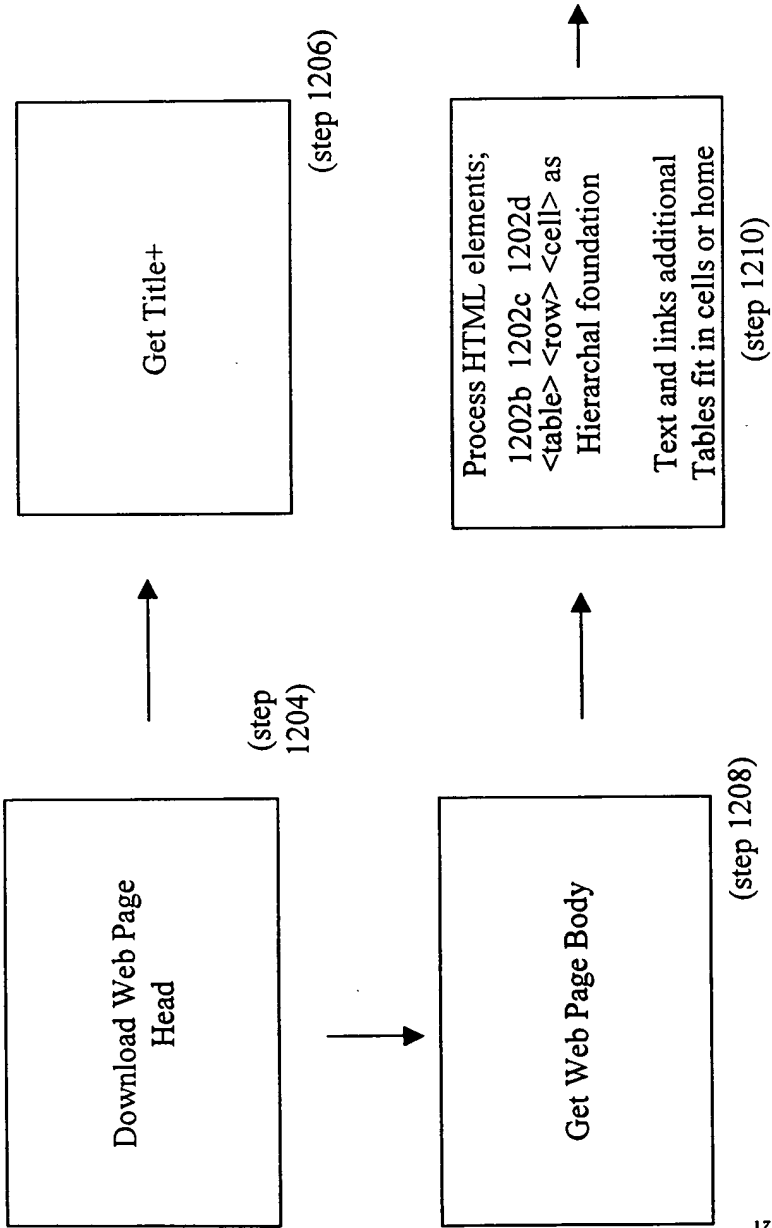 Download Web Page
Head
(step
1204)
Get Title+
(step 1206)
Get Web Page Body
(step 1208)
Process HTML elements;
1202b 1202c 1202d
<table> <row> <cell> as
Hierarchal foundation
Text and links additional
Tables fit in cells or home
(step 1210)